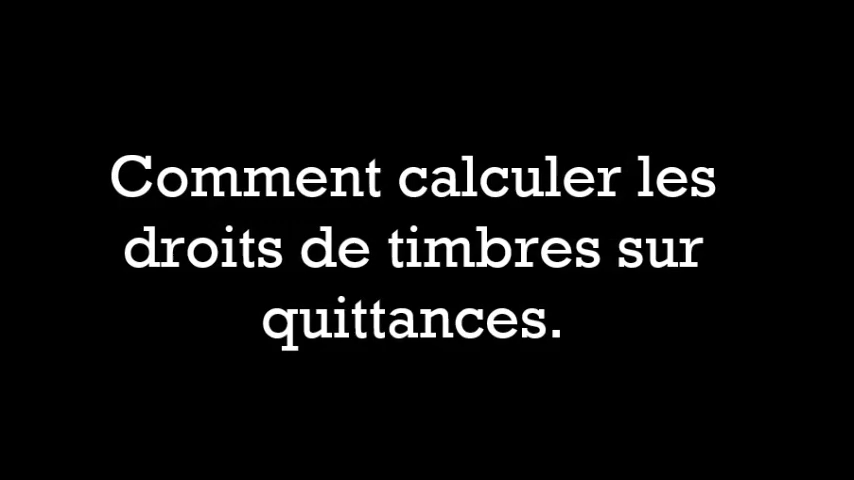 Comment calculer les
droits de timbres sur
quittances.